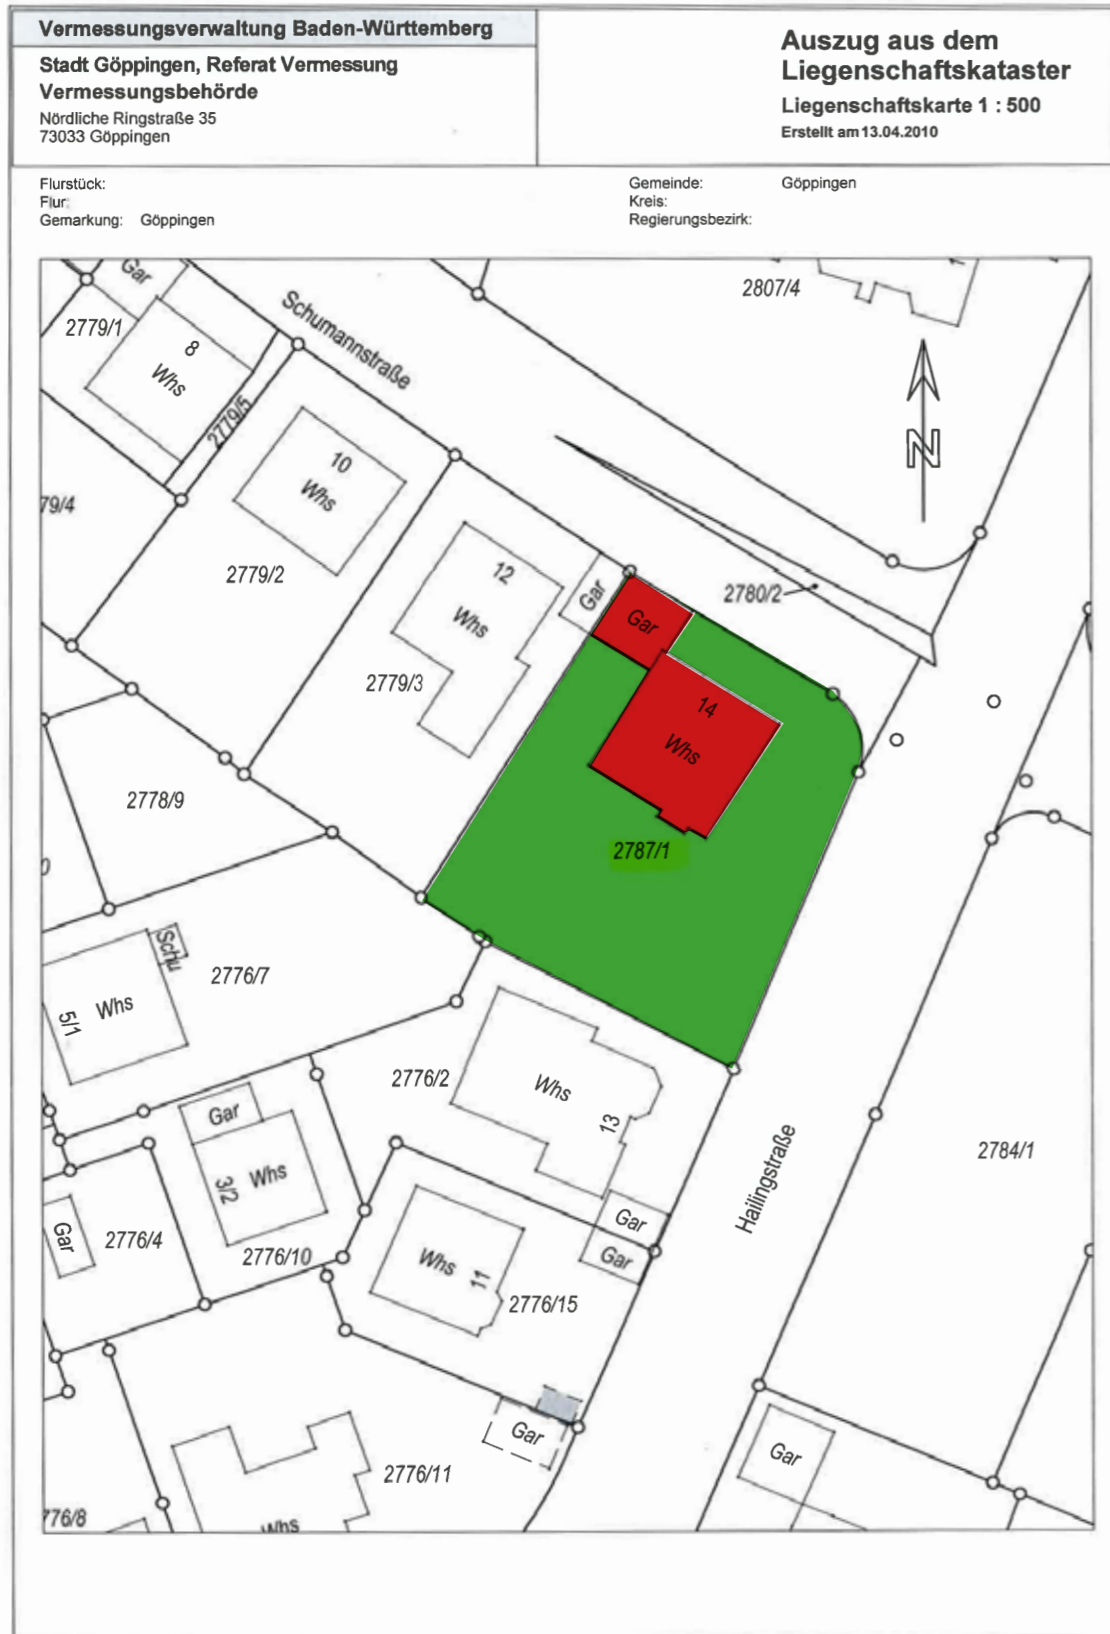 Vermessungsverwaltung Baden-Württemberg
Stadt Göppingen, Referat Vermessung
Vermessungsbehörde
Nördliche Ringstraße 35
73033 Göppingen
Auszug aus dem
Liegenschaftskataster
Liegenschaftskarte 1 : 500
Erstellt am 13.04.2010
Flurstück:
Flur:
Gemarkung: Göppingen
Gemeinde: Göppingen
Kreis:
Regierungsbezirk:
Gar
2779/1
8
Whs
Schumannstraße
2807/4
1
N
2779/5
10
Whs
79/4
2779/2
12
Whs
Gar
Gar
2780/2
2779/3
14
Whs
2778/9
2787/1
0
Schu
2776/7
Whs
5/1
2776/2
Whs
13
Gar
3/2
Whs
Hailingstraße
2784/1
Gar
2776/4
2776/10
Whs
11
Gar
Gar
2776/15
Gar
2776/11
Gar
776/8
Whs